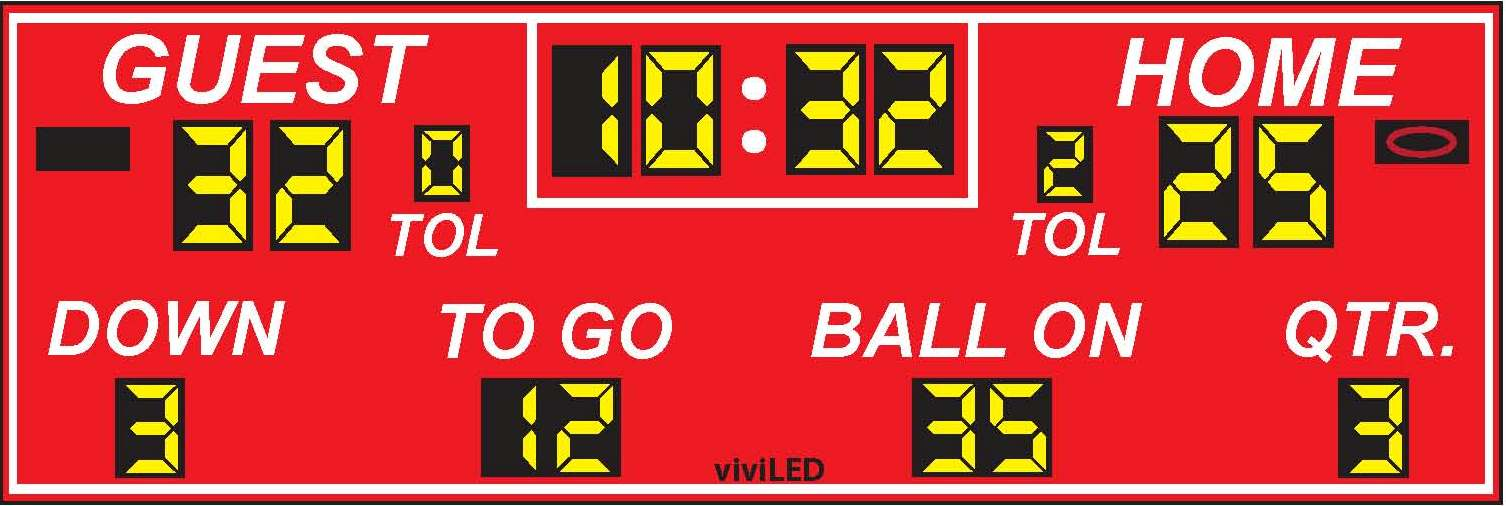 GUEST 10:32 HOME
32 0 2 25
TOL TOL
DOWN TO GO BALL ON QTR.
3 12 35 3
viviLED